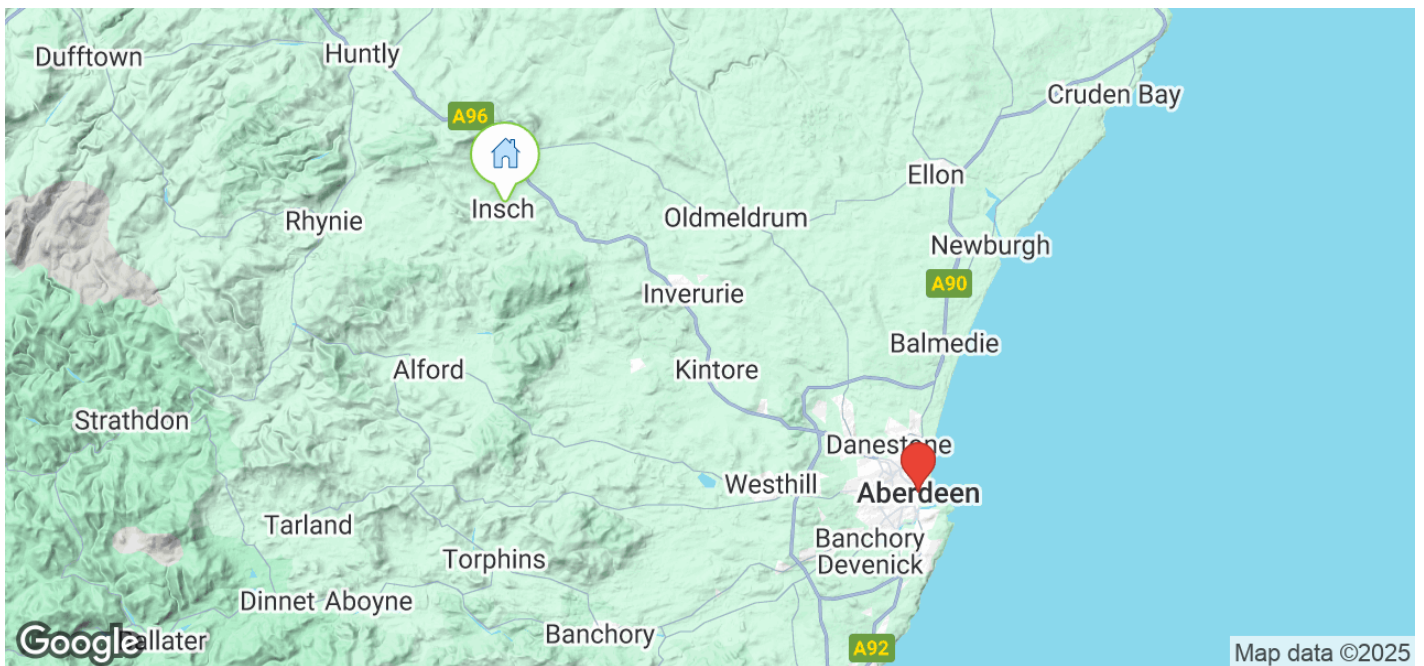 Dufftown
Huntly
Cruden Bay
A96
Ellon
Insch
Rhynie
Oldmeldrum
Newburgh
A90
Inverurie
Balmedie
Alford
Kintore
Strathdon
Danestone
Westhill
Aberdeen
Tarland
Banchory
Devenick
Torphins
Dinnet
Aboyne
Banchory
Google
Ballater
A92
Map data ©2025